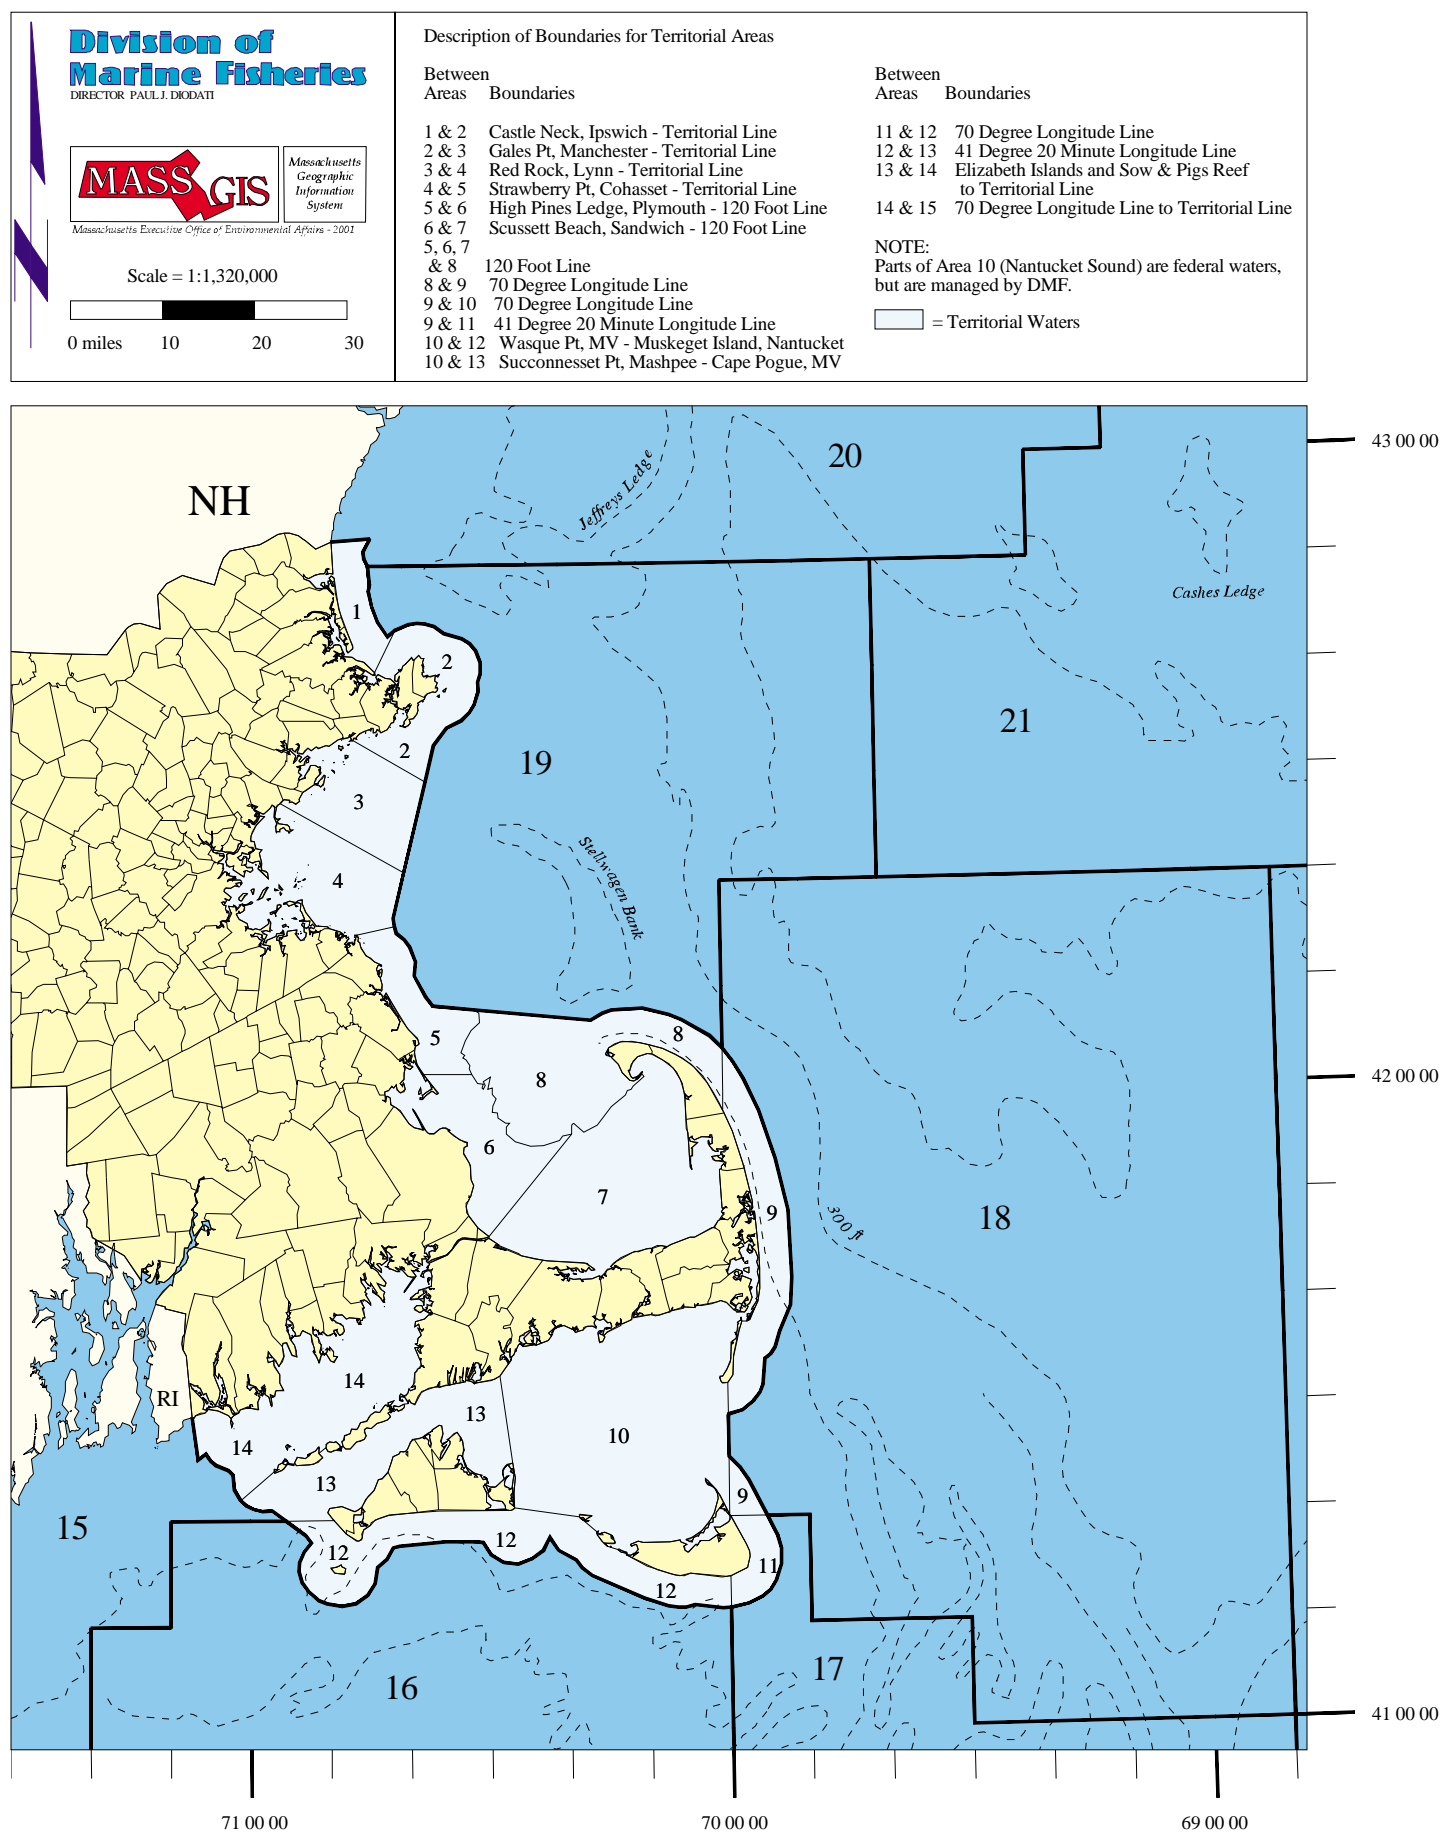 Division of
Marine Fisheries
DIRECTOR PAUL J. DIODATI
MASS GIS
Massachusetts
Geographic
Information
System
Massachusetts Executive Office of Environmental Affairs - 2001
Scale = 1:1,320,000
0 miles 10 20 30
Description of Boundaries for Territorial Areas
Between
Areas Boundaries
1 & 2 Castle Neck, Ipswich - Territorial Line
2 & 3 Gales Pt, Manchester - Territorial Line
3 & 4 Red Rock, Lynn - Territorial Line
4 & 5 Strawberry Pt, Cohasset - Territorial Line
5 & 6 High Pines Ledge, Plymouth - 120 Foot Line
6 & 7 Scussett Beach, Sandwich - 120 Foot Line
5, 6, 7
& 8 120 Foot Line
8 & 9 70 Degree Longitude Line
9 & 10 70 Degree Longitude Line
9 & 11 41 Degree 20 Minute Longitude Line
10 & 12 Wasque Pt, MV - Muskeget Island, Nantucket
10 & 13 Succonnesset Pt, Mashpee - Cape Pogue, MV
Between
Areas Boundaries
11 & 12 70 Degree Longitude Line
12 & 13 41 Degree 20 Minute Longitude Line
13 & 14 Elizabeth Islands and Sow & Pigs Reef
to Territorial Line
14 & 15 70 Degree Longitude Line to Territorial Line
NOTE:
Parts of Area 10 (Nantucket Sound) are federal waters,
but are managed by DMF.
= Territorial Waters
43 00 00
20
Jeffreys Ledge
NH
Cashes Ledge
1
2
21
2
19
3
Stellwagen Bank
4
5
8
8
42 00 00
6
7
9
300 ft
18
14
RI
13
10
14
13
9
15
12
12
11
12
17
16
41 00 00
71 00 00
70 00 00
69 00 00